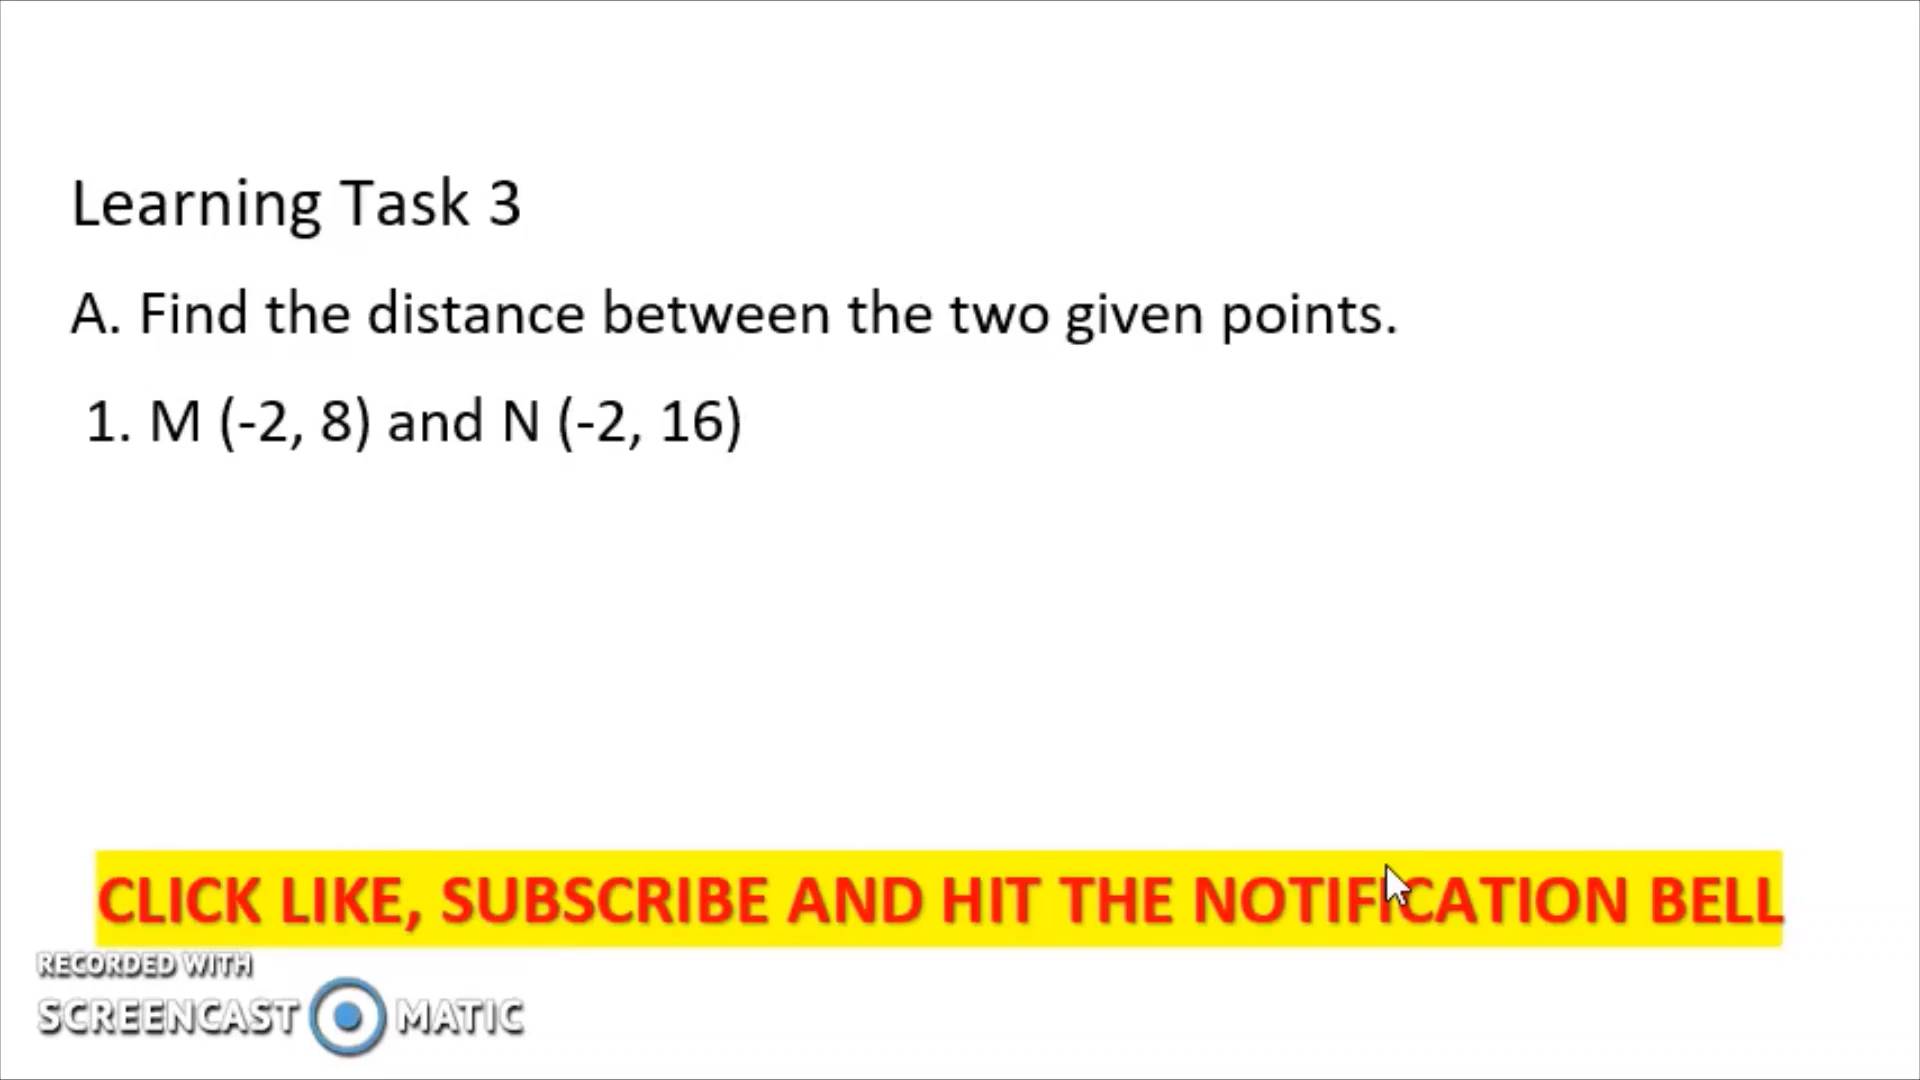 Learning Task 3
A. Find the distance between the two given points.
1. M (-2, 8) and N (-2, 16)
CLICK LIKE, SUBSCRIBE AND HIT THE NOTIFICATION BELL
RECORDED WITH
SCREENCAST MATIC